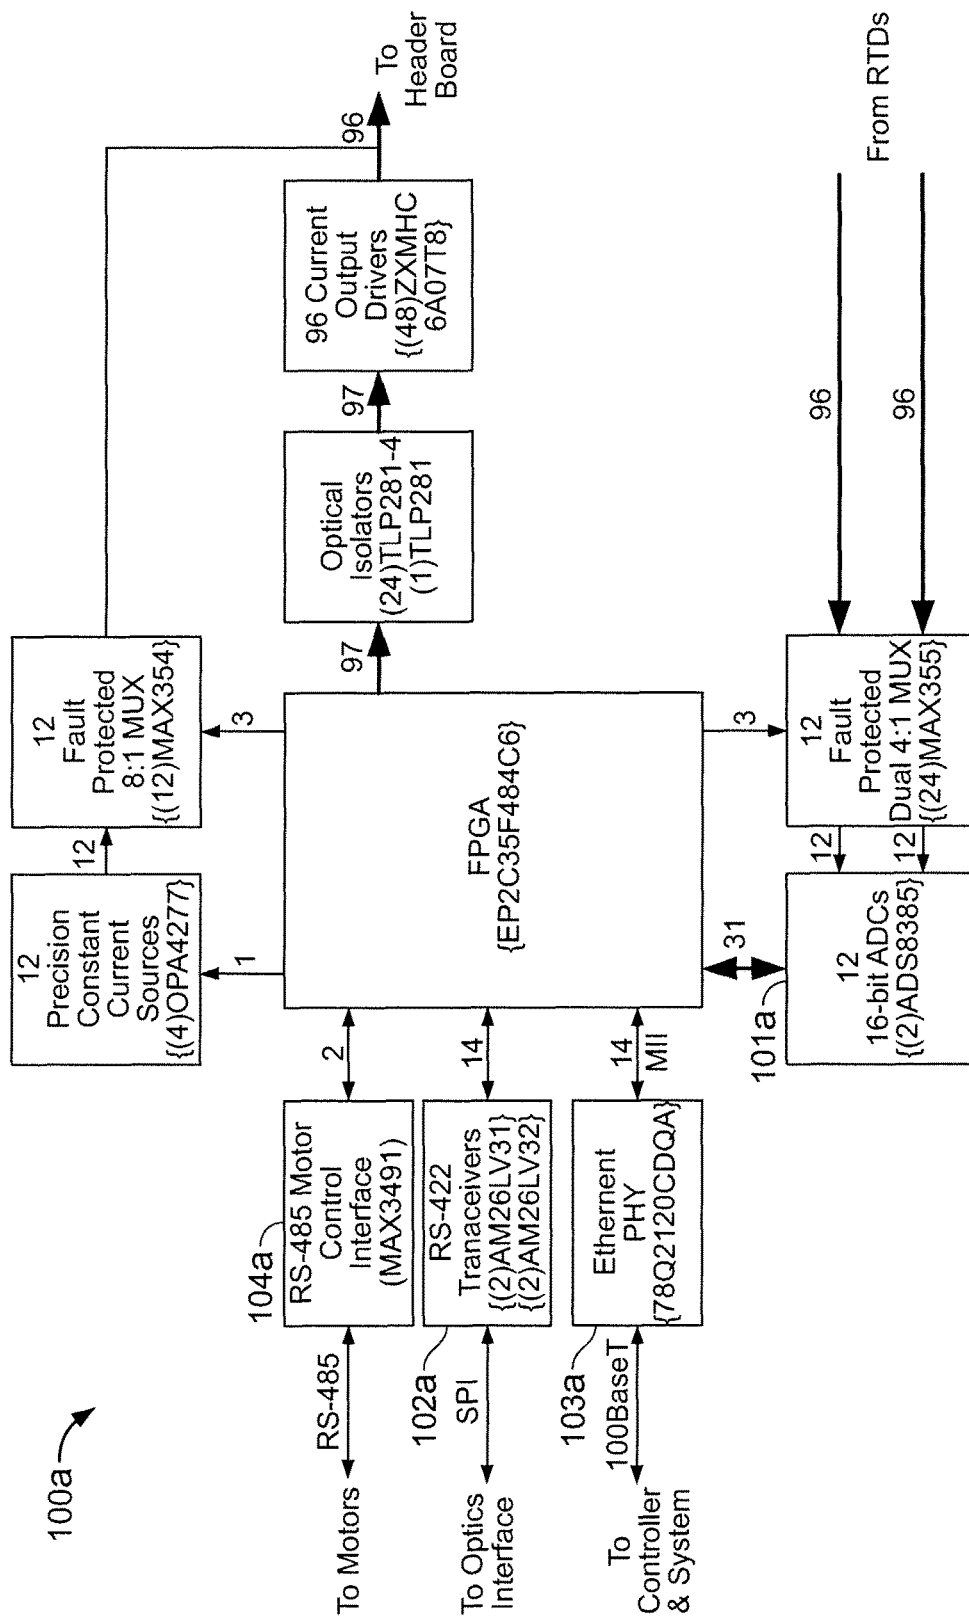 100a
12
Precision
Constant
Current
Sources
{(4)OPA4277}
12
12
Fault
Protected
8:1 MUX
{(12)MAX354}
1
3
104a
RS-485 Motor
Control
Interface
(MAX3491)
To Motors
RS-485
2
102a
RS-422
Tranaceivers
{(2)AM26LV31}
{(2)AM26LV32}
To Optics
Interface
SPI
14
103a
Ethernent
PHY
{78Q2120CDQA}
To
Controller
& System
100BaseT
14
MII
FPGA
{EP2C35F484C6}
97
Optical
Isolators
(24)TLP281-4
(1)TLP281
97
96 Current
Output
Drivers
{(48)ZXMHC
6A07T8}
96
To
Header
Board
31
3
101a
12
16-bit ADCs
{(2)ADS8385}
12
12
12
Fault
Protected
Dual 4:1 MUX
{(24)MAX355}
96
96
From RTDs